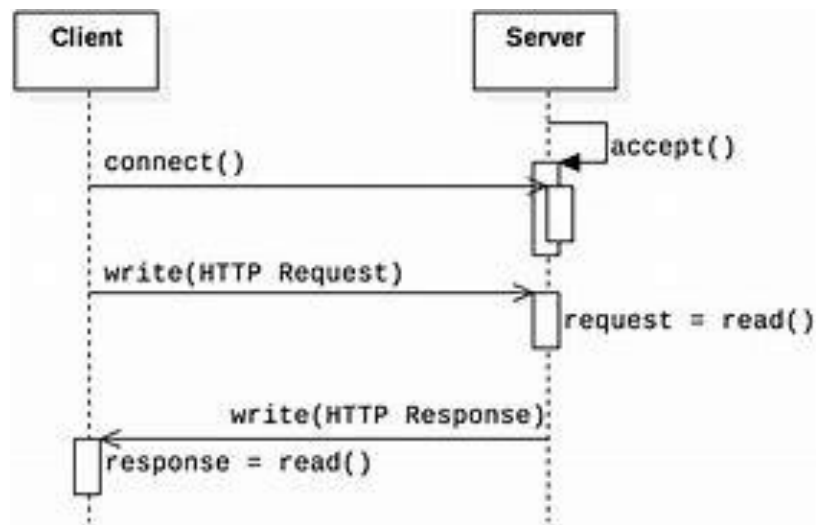 Client
Server
accept()
connect()
write(HTTP Request)
request = read()
write(HTTP Response)
response = read()